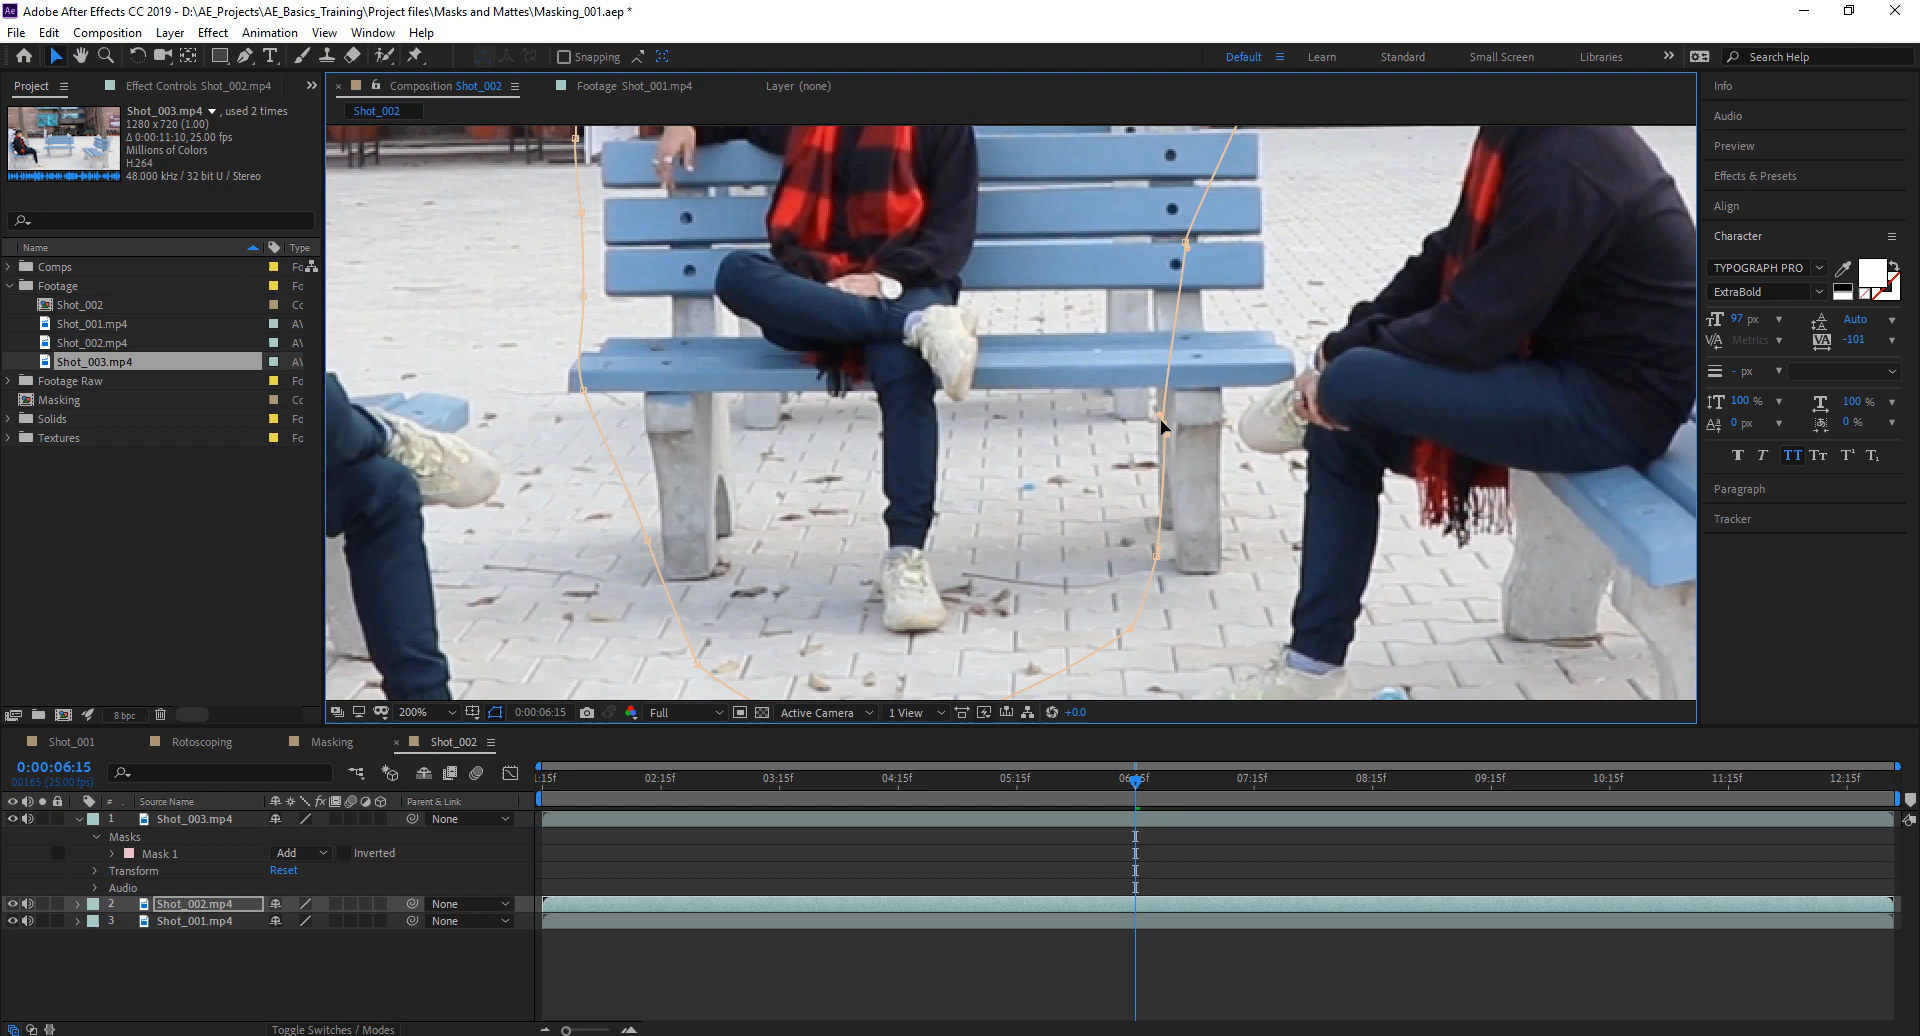 Adobe After Effects CC 2019 - D:\AE_Projects\AE_Basics_Training\Project files\Masks and Mattes\Masking_001.aep *
File Edit Composition Layer Effect Animation View Window Help
Snapping
Default Learn Standard Small Screen Libraries Search Help
Project Effect Controls Shot_002.mp4
Composition Shot_002 Footage Shot_001.mp4 Layer (none)
Shot_002
Shot_003.mp4 , used 2 times
1280 x 720 (1.00)
Δ 0:00:11:10, 25.00 fps
Millions of Colors
H.264
48.000 kHz / 32 bit U / Stereo
Name Type
Comps Fo
Footage Fo
Shot_002 Cc
Shot_001.mp4 AV
Shot_002.mp4 AV
Shot_003.mp4 AV
Footage Raw Fo
Masking Cc
Solids Fo
Textures Fo
8 bpc
200% 0:00:06:15 Full Active Camera 1 View +0.0
Info
Audio
Preview
Effects & Presets
Align
Character
TYPOGRAPH PRO
ExtraBold
97 px Auto
Metrics -101
- px
100 % 100 %
0 px 0 %
T T TT Tr T¹ T₁
Paragraph
Tracker
Shot_001 Rotoscoping Masking Shot_002
0:00:06:15
00165 (25.00 fps)
:15f 02:15f 03:15f 04:15f 05:15f 06:15f 07:15f 08:15f 09:15f 10:15f 11:15f 12:15f
# Source Name fx Parent & Link
1 Shot_003.mp4 None
Masks
Mask 1 Add Inverted
Transform Reset
Audio
2 Shot_002.mp4 None
3 Shot_001.mp4 None
Toggle Switches / Modes